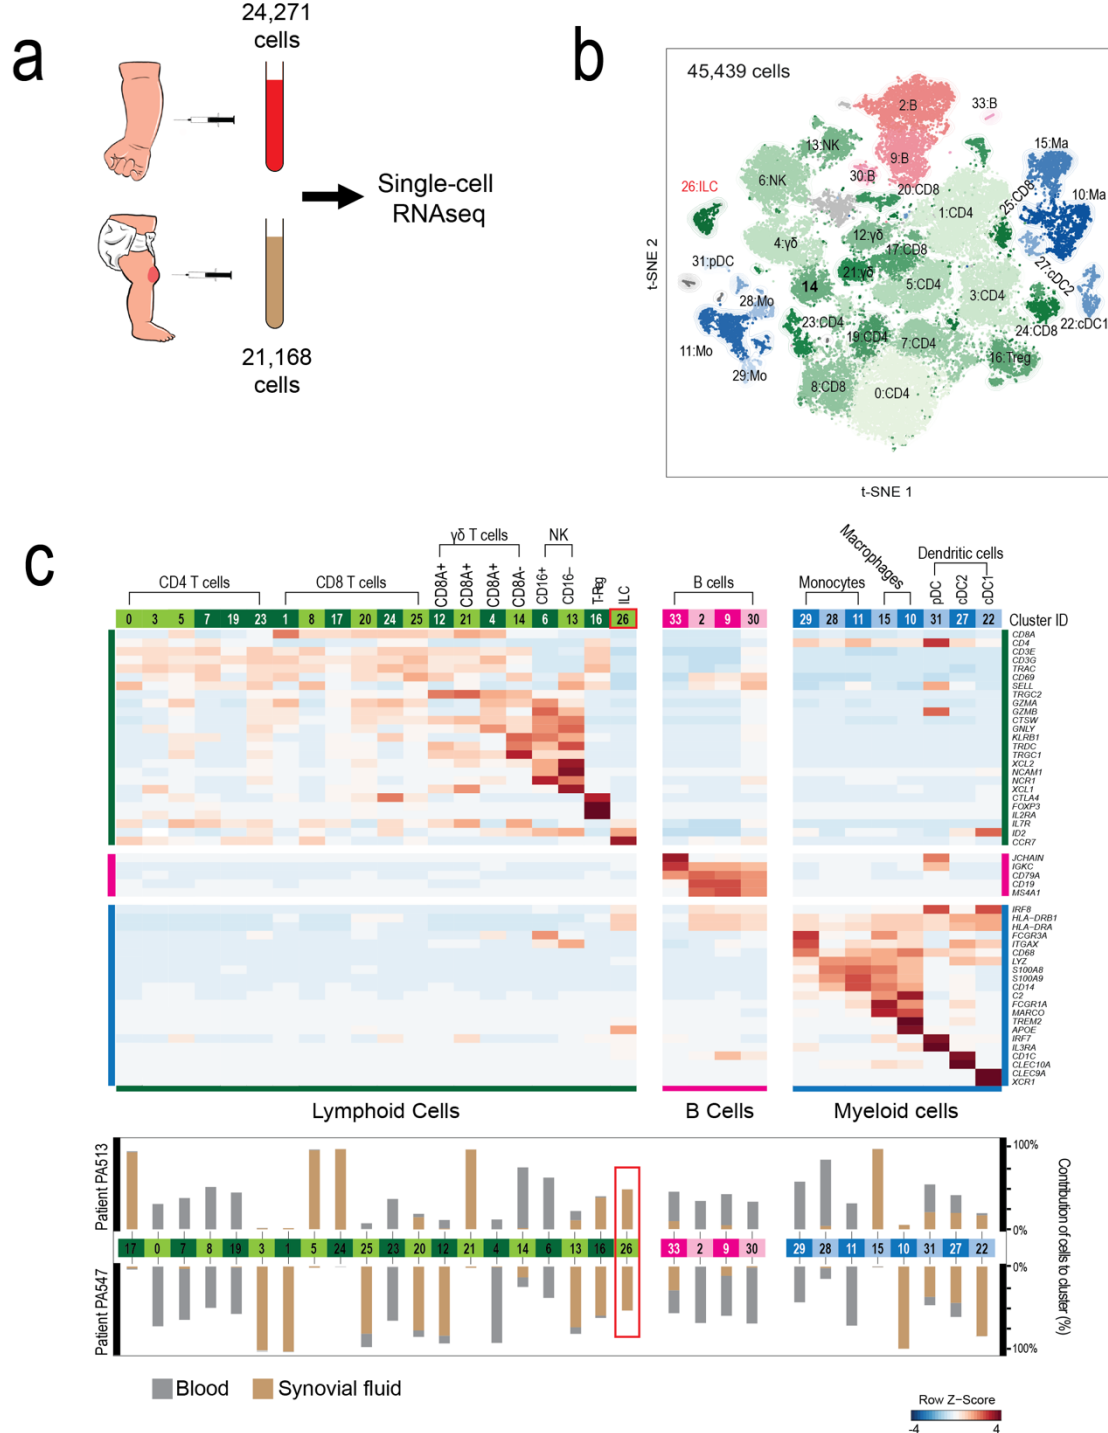 a
24,271
cells
Single-cell
RNAseq
21,168
cells
b
45,439 cells
2:B
33:B
13:NK
15:Ma
9:B
6:NK
30:B
26:ILC
20:CD8
25:CD8
10:Ma
1:CD4
12:γδ
4:γδ
17:CD8
31:pDC
21:γδ
27:cDC2
14
5:CD4
3:CD4
28:Mo
23:CD4
24:CD8
22:cDC1
11:Mo
19:CD4
7:CD4
16:Treg
29:Mo
8:CD8
0:CD4
t-SNE 2
t-SNE 1
c
CD4 T cells
CD8 T cells
γδ T cells
CD8A+
CD8A+
CD8A+
CD8A-
NK
CD16+
CD16−
T-Reg
ILC
B cells
Monocytes
Macrophages
Dendritic cells
pDC
cDC2
cDC1
0 3 5 7 19 23 1 8 17 20 24 25 12 21 4 14 6 13 16 26 33 2 9 30 29 28 11 15 10 31 27 22 Cluster ID
CD8A
CD4
CD3E
CD3G
TRAC
CD69
SELL
TRGC2
GZMA
GZMB
CTSW
GNLY
KLRB1
TRDC
TRGC1
XCL2
NCAM1
NCR1
XCL1
CTLA4
FOXP3
IL2RA
IL7R
ID2
CCR7
JCHAIN
IGKC
CD79A
CD19
MS4A1
IRF8
HLA−DRB1
HLA−DRA
FCGR3A
ITGAX
CD68
LYZ
S100A8
S100A9
CD14
C2
FCGR1A
MARCO
TREM2
APOE
IRF7
IL3RA
CD1C
CLEC10A
CLEC9A
XCR1
Lymphoid Cells
B Cells
Myeloid cells
Patient PA513
100%
0%
17 0 7 8 19 3 1 5 24 25 23 20 12 21 4 14 6 13 16 26 33 2 9 30 29 28 11 15 10 31 27 22
Patient PA547
0%
100%
Contribution of cells to cluster (%)
Blood
Synovial fluid
Row Z−Score
-4
4